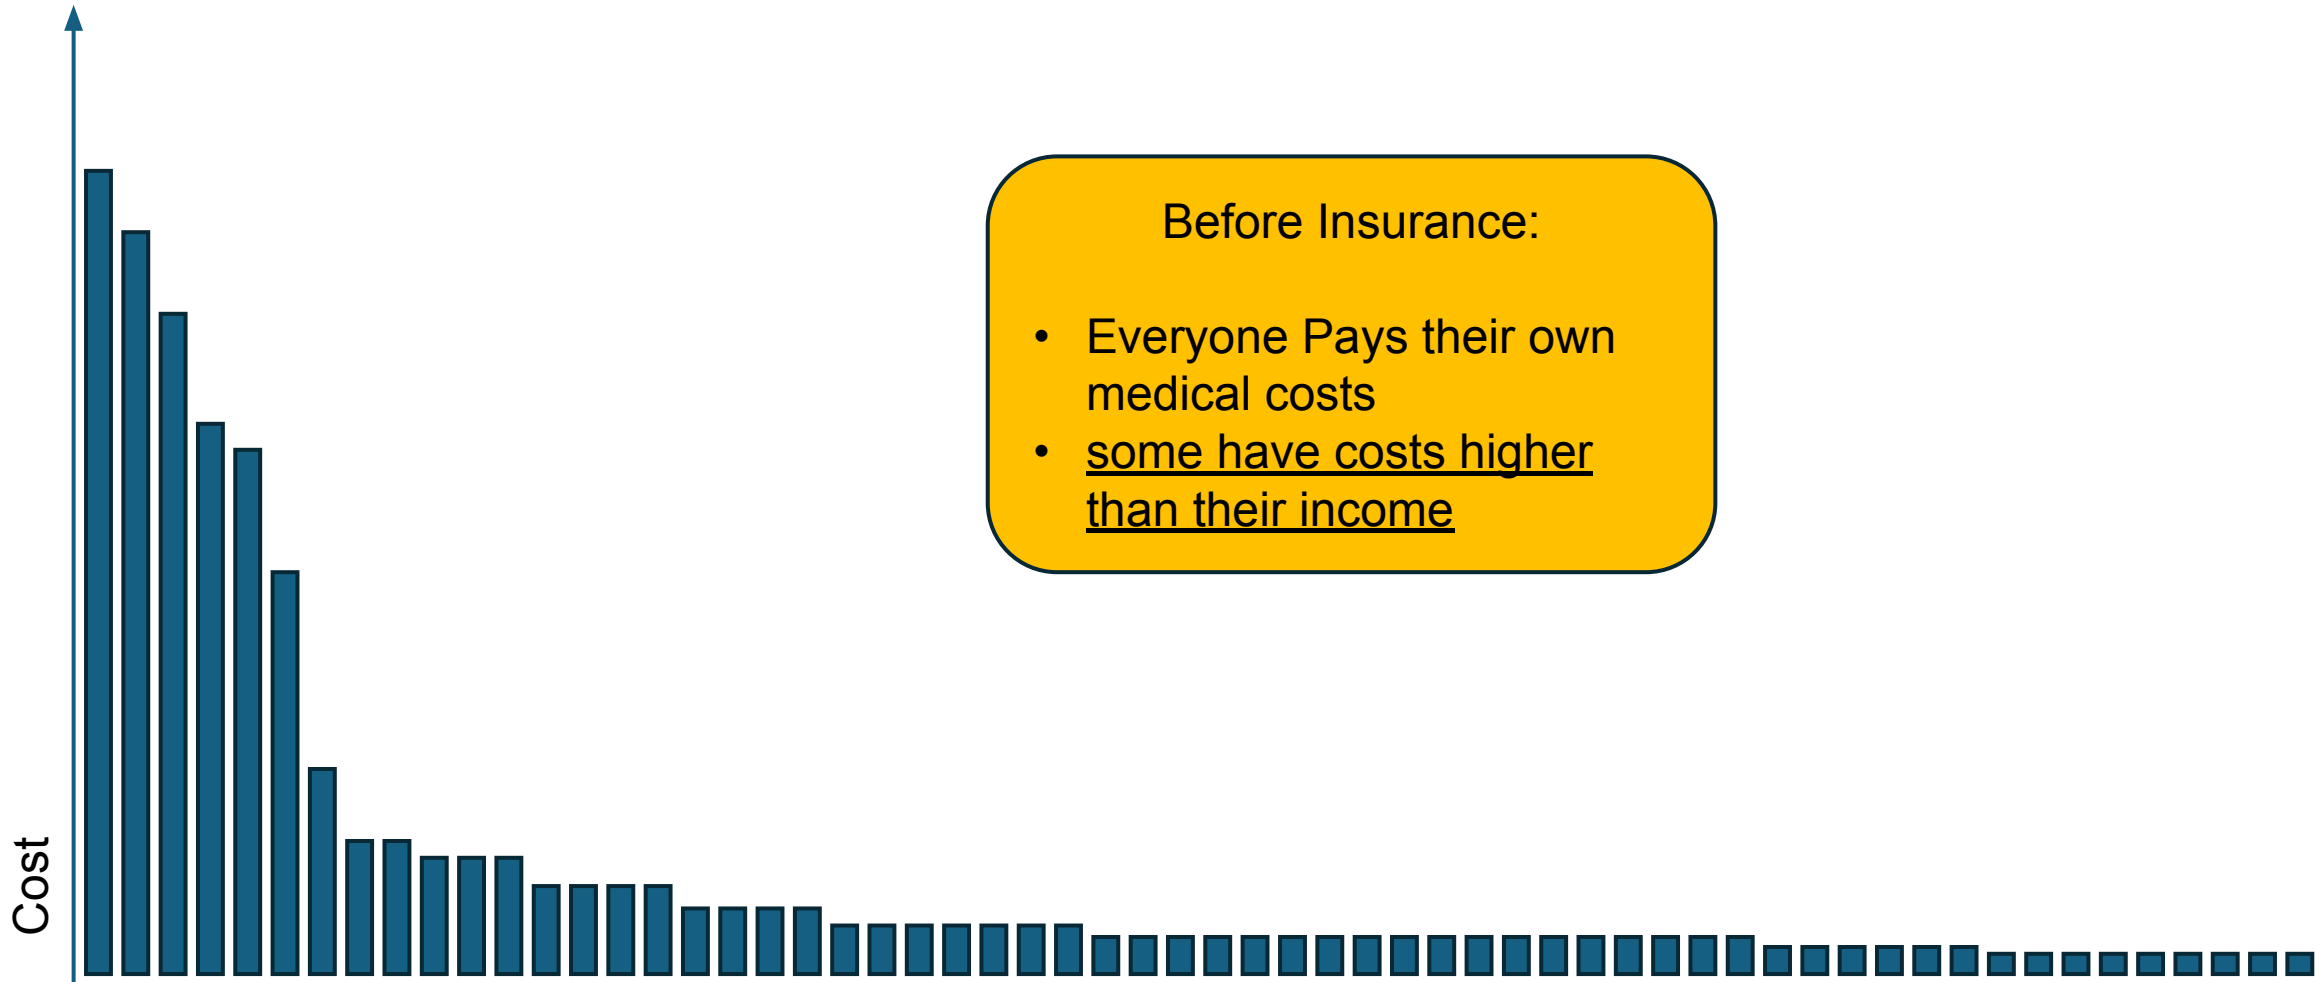 Before Insurance:
• Everyone Pays their own
medical costs
• some have costs higher
than their income
Cost